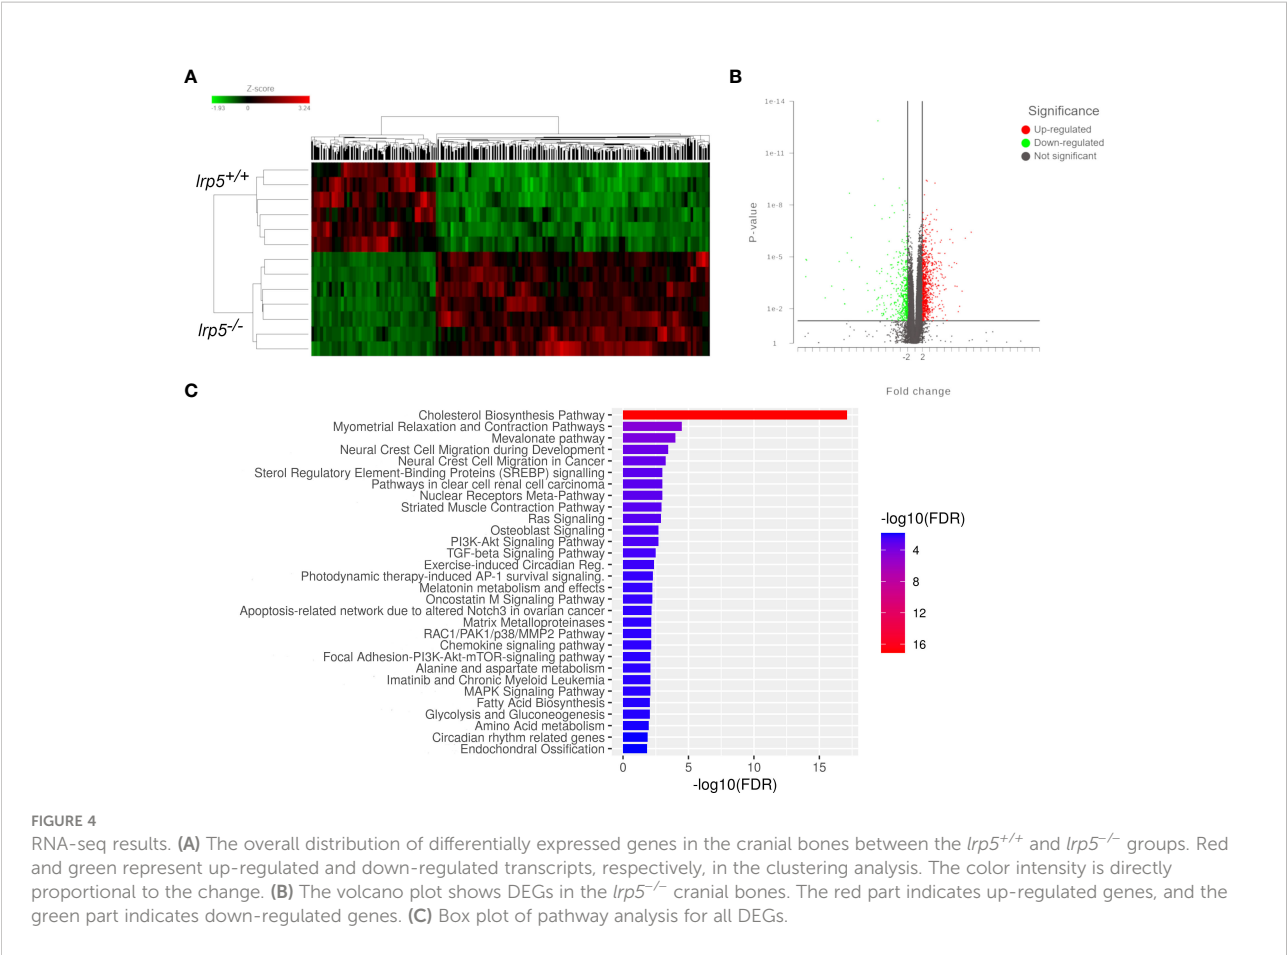 A
B
Z-score
-1.93 0 3.24
lrp5+/+
lrp5-/-
1e-14
1e-11
1e-8
1e-5
1e-2
1
P-value
-2 2
Fold change
Significance
Up-regulated
Down-regulated
Not significant
C
Cholesterol Biosynthesis Pathway
Myometrial Relaxation and Contraction Pathways
Mevalonate pathway
Neural Crest Cell Migration during Development
Neural Crest Cell Migration in Cancer
Sterol Regulatory Element-Binding Proteins (SREBP) signalling
Pathways in clear cell renal cell carcinoma
Nuclear Receptors Meta-Pathway
Striated Muscle Contraction Pathway
Ras Signaling
Osteoblast Signaling
PI3K-Akt Signaling Pathway
TGF-beta Signaling Pathway
Exercise-induced Circadian Reg.
Photodynamic therapy-induced AP-1 survival signaling.
Melatonin metabolism and effects
Oncostatin M Signaling Pathway
Apoptosis-related network due to altered Notch3 in ovarian cancer
Matrix Metalloproteinases
RAC1/PAK1/p38/MMP2 Pathway
Chemokine signaling pathway
Focal Adhesion-PI3K-Akt-mTOR-signaling pathway
Alanine and aspartate metabolism
Imatinib and Chronic Myeloid Leukemia
MAPK Signaling Pathway
Fatty Acid Biosynthesis
Glycolysis and Gluconeogenesis
Amino Acid metabolism
Circadian rhythm related genes
Endochondral Ossification
0 5 10 15
-log10(FDR)
-log10(FDR)
4
8
12
16
FIGURE 4
RNA-seq results. (A) The overall distribution of differentially expressed genes in the cranial bones between the lrp5+/+ and lrp5−/− groups. Red
and green represent up-regulated and down-regulated transcripts, respectively, in the clustering analysis. The color intensity is directly
proportional to the change. (B) The volcano plot shows DEGs in the lrp5−/− cranial bones. The red part indicates up-regulated genes, and the
green part indicates down-regulated genes. (C) Box plot of pathway analysis for all DEGs.